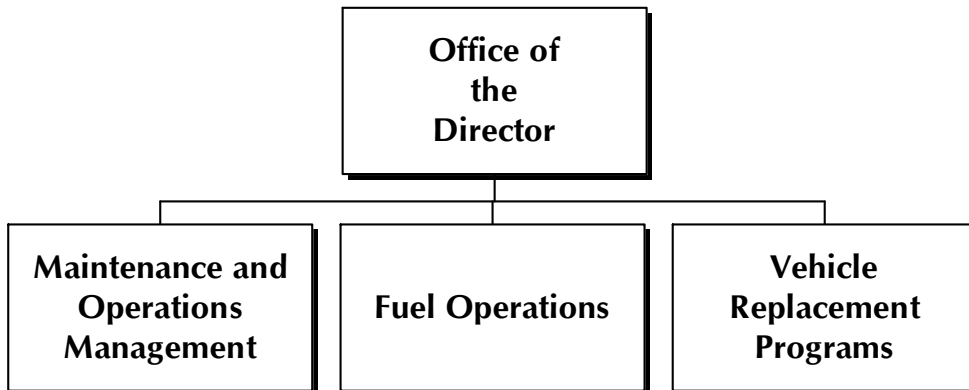 Office of
the
Director
Maintenance and
Operations
Management
Fuel Operations
Vehicle
Replacement
Programs